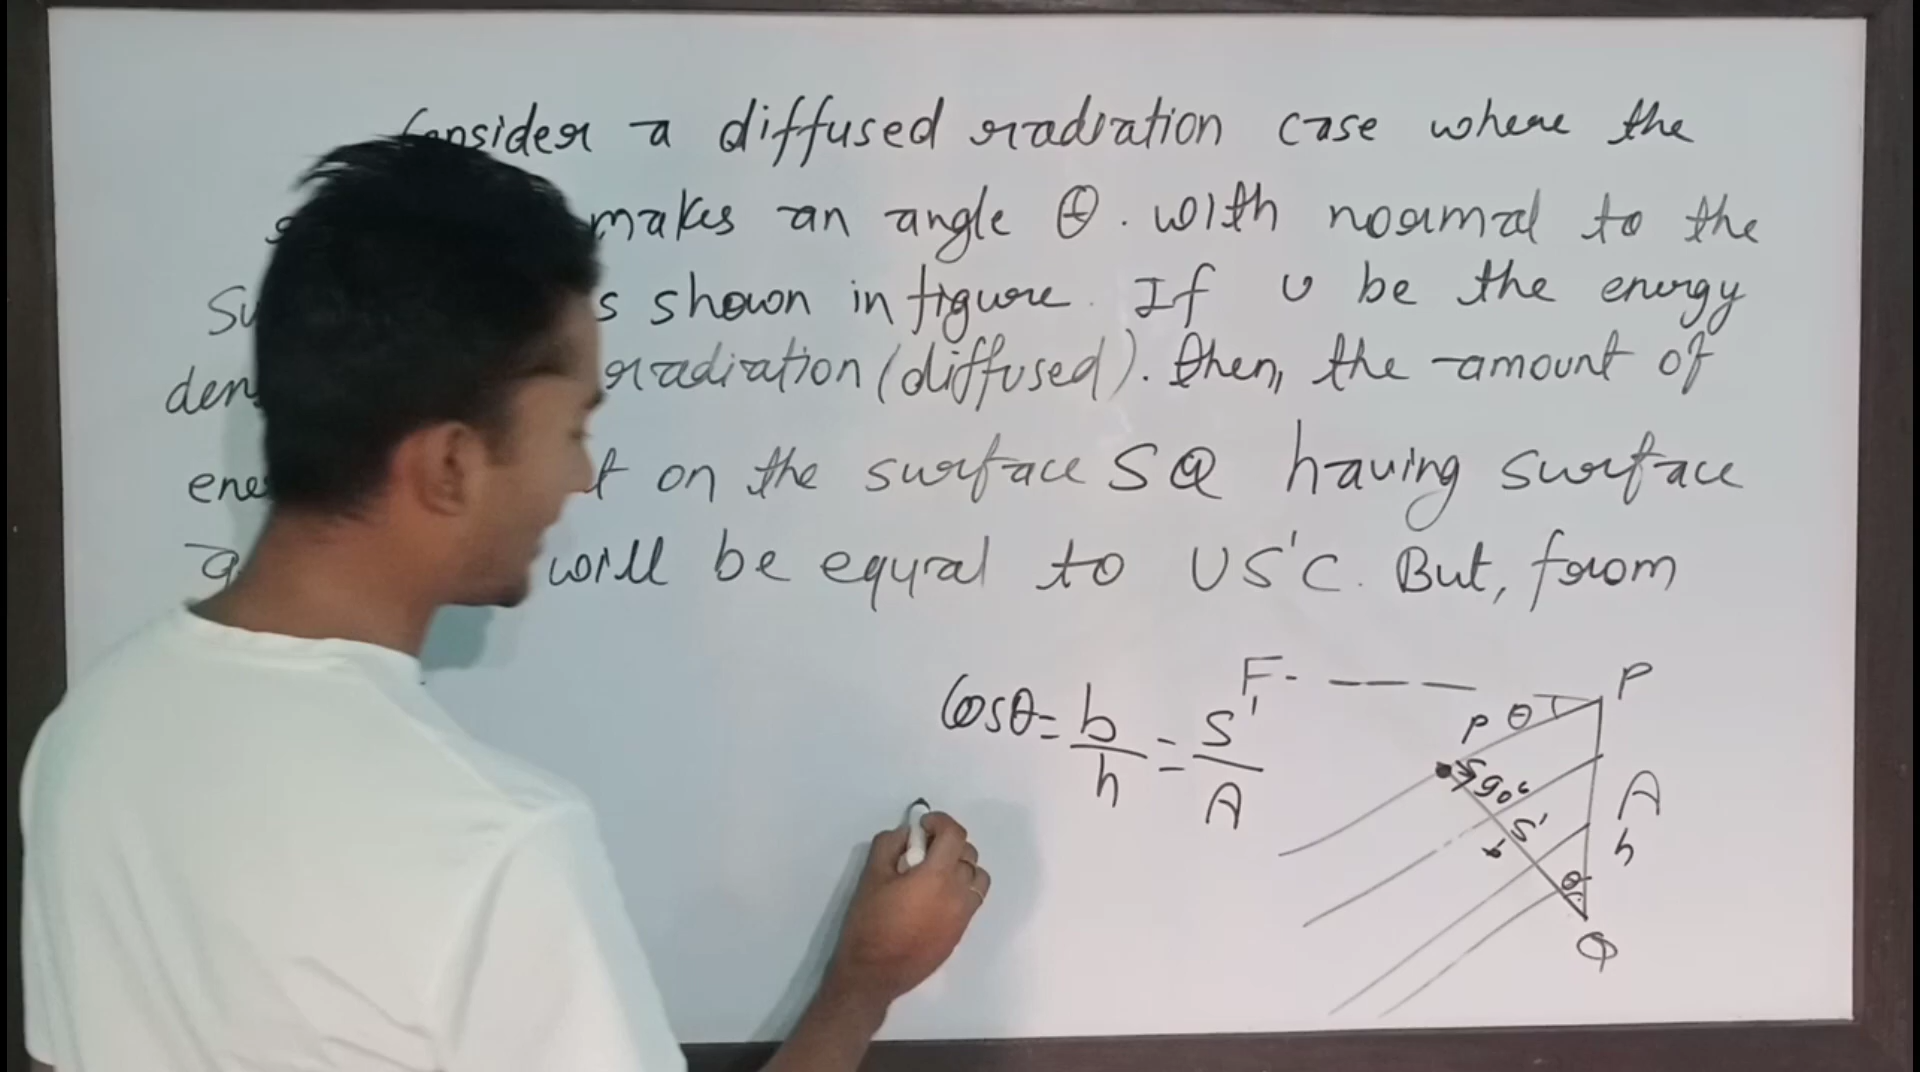 Consider a diffused radiation case where the
makes an angle θ. with normal to the
shown in figure. If U be the energy
radiation (diffused). then, the amount of
on the surface SQ having surface
will be equal to US'C. But, from
Cosθ = b/h = S'/A
F P
P θ
S 90°
S' A
b h
θ
Q